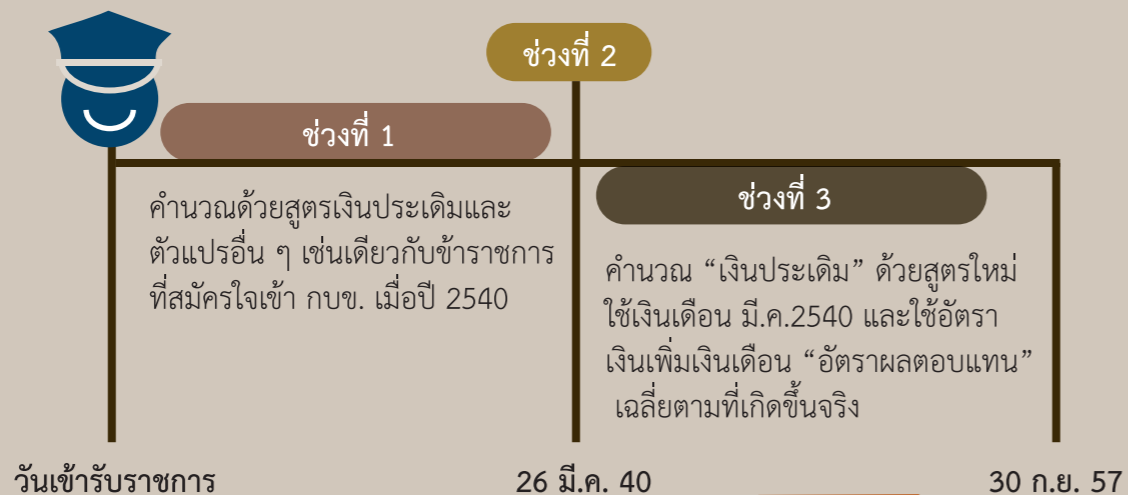 ช่วงที่ 2
ช่วงที่ 1
คำนวณด้วยสูตรเงินประเดิมและ
ตัวแปรอื่น ๆ เช่นเดียวกับข้าราชการ
ที่สมัครใจเข้า กบข. เมื่อปี 2540
ช่วงที่ 3
คำนวณ “เงินประเดิม” ด้วยสูตรใหม่
ใช้เงินเดือน มี.ค.2540 และใช้อัตรา
เงินเพิ่มเงินเดือน “อัตราผลตอบแทน”
เฉลี่ยตามที่เกิดขึ้นจริง
วันเข้ารับราชการ
26 มี.ค. 40
30 ก.ย. 57